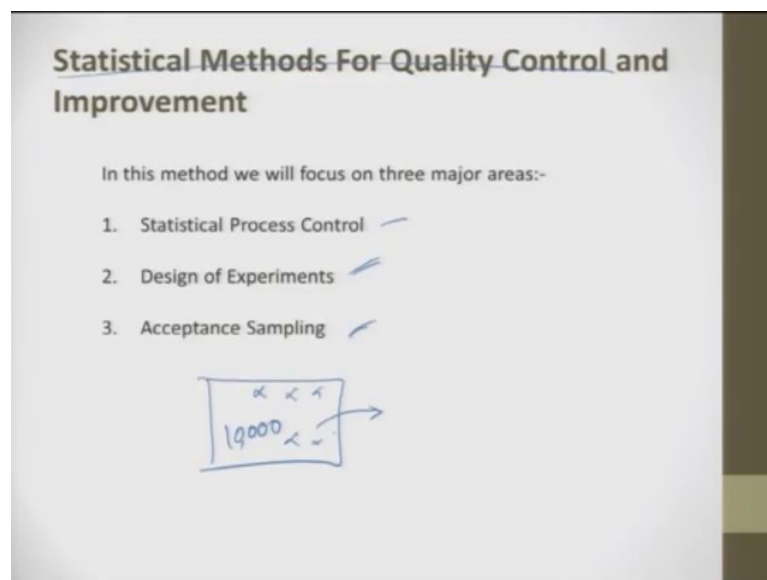 Statistical Methods For Quality Control and
Improvement
In this method we will focus on three major areas:-
1. Statistical Process Control
2. Design of Experiments
3. Acceptance Sampling